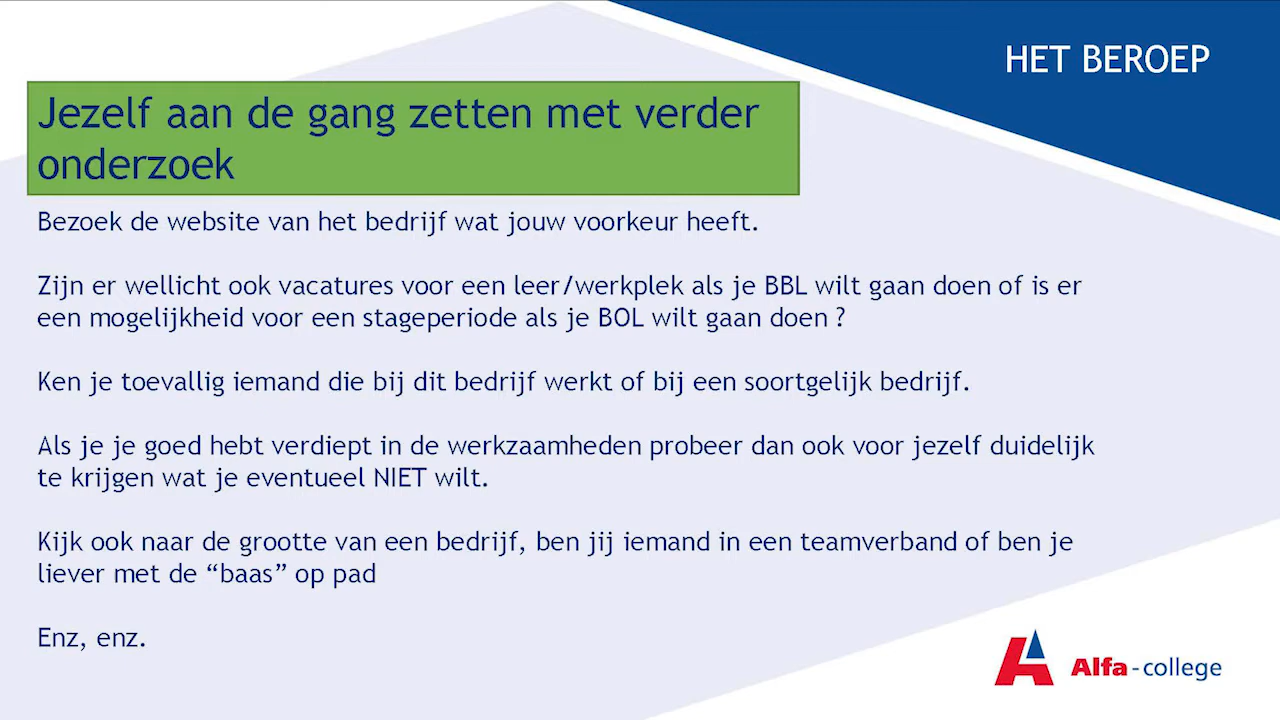 HET BEROEP
Jezelf aan de gang zetten met verder
onderzoek
Bezoek de website van het bedrijf wat jouw voorkeur heeft.
Zijn er wellicht ook vacatures voor een leer/werkplek als je BBL wilt gaan doen of is er
een mogelijkheid voor een stageperiode als je BOL wilt gaan doen ?
Ken je toevallig iemand die bij dit bedrijf werkt of bij een soortgelijk bedrijf.
Als je je goed hebt verdiept in de werkzaamheden probeer dan ook voor jezelf duidelijk
te krijgen wat je eventueel NIET wilt.
Kijk ook naar de grootte van een bedrijf, ben jij iemand in een teamverband of ben je
liever met de “baas” op pad
Enz, enz.
Alfa-college